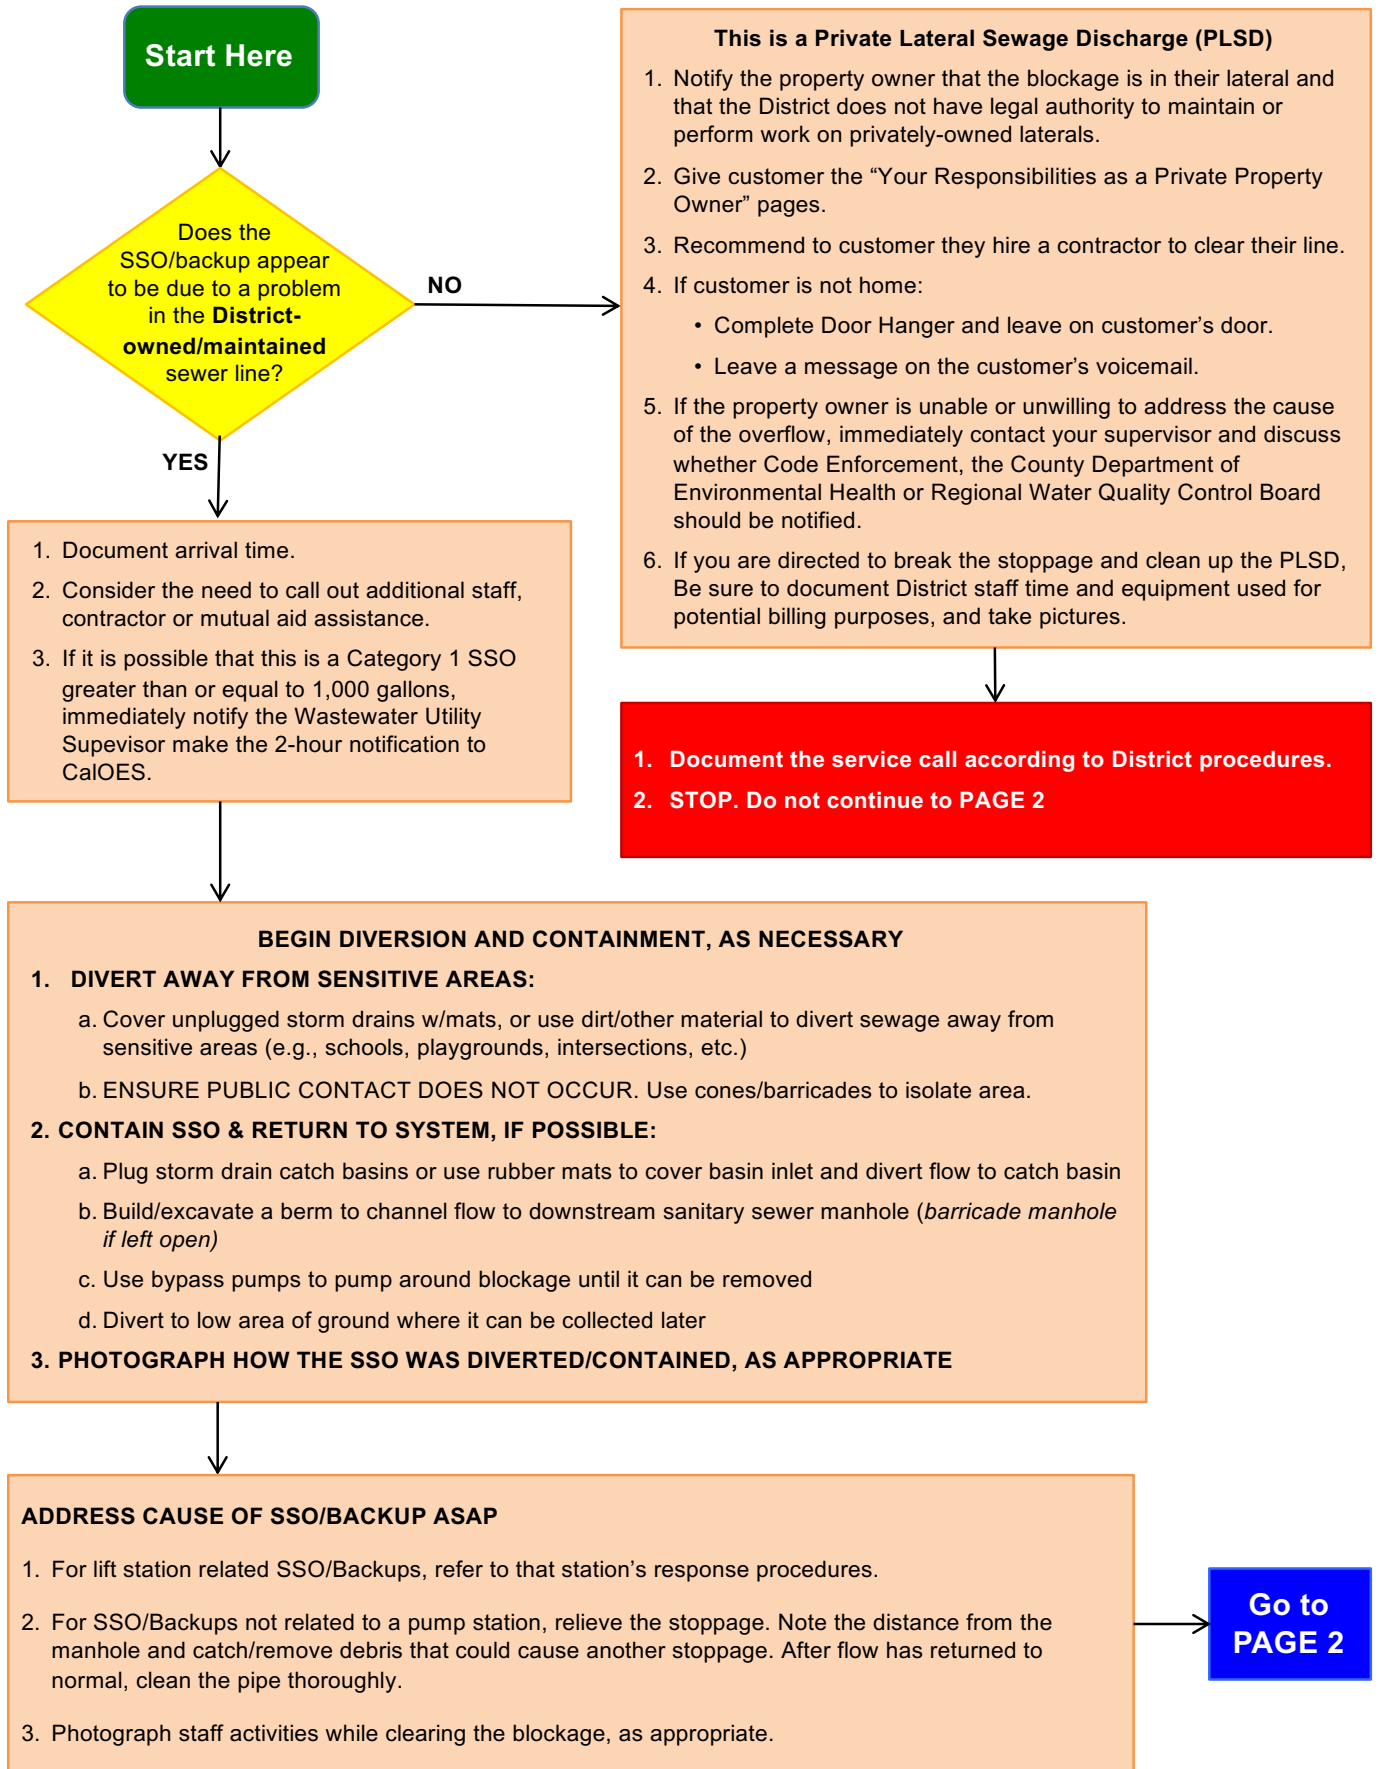 Start Here
Does the
SSO/backup appear
to be due to a problem
in the District-
owned/maintained
sewer line?
NO
YES
This is a Private Lateral Sewage Discharge (PLSD)
1. Notify the property owner that the blockage is in their lateral and
that the District does not have legal authority to maintain or
perform work on privately-owned laterals.
2. Give customer the “Your Responsibilities as a Private Property
Owner” pages.
3. Recommend to customer they hire a contractor to clear their line.
4. If customer is not home:
• Complete Door Hanger and leave on customer’s door.
• Leave a message on the customer’s voicemail.
5. If the property owner is unable or unwilling to address the cause
of the overflow, immediately contact your supervisor and discuss
whether Code Enforcement, the County Department of
Environmental Health or Regional Water Quality Control Board
should be notified.
6. If you are directed to break the stoppage and clean up the PLSD,
Be sure to document District staff time and equipment used for
potential billing purposes, and take pictures.
1. Document the service call according to District procedures.
2. STOP. Do not continue to PAGE 2
1. Document arrival time.
2. Consider the need to call out additional staff,
contractor or mutual aid assistance.
3. If it is possible that this is a Category 1 SSO
greater than or equal to 1,000 gallons,
immediately notify the Wastewater Utility
Supevisor make the 2-hour notification to
CalOES.
BEGIN DIVERSION AND CONTAINMENT, AS NECESSARY
1. DIVERT AWAY FROM SENSITIVE AREAS:
a. Cover unplugged storm drains w/mats, or use dirt/other material to divert sewage away from
sensitive areas (e.g., schools, playgrounds, intersections, etc.)
b. ENSURE PUBLIC CONTACT DOES NOT OCCUR. Use cones/barricades to isolate area.
2. CONTAIN SSO & RETURN TO SYSTEM, IF POSSIBLE:
a. Plug storm drain catch basins or use rubber mats to cover basin inlet and divert flow to catch basin
b. Build/excavate a berm to channel flow to downstream sanitary sewer manhole (barricade manhole
if left open)
c. Use bypass pumps to pump around blockage until it can be removed
d. Divert to low area of ground where it can be collected later
3. PHOTOGRAPH HOW THE SSO WAS DIVERTED/CONTAINED, AS APPROPRIATE
ADDRESS CAUSE OF SSO/BACKUP ASAP
1. For lift station related SSO/Backups, refer to that station’s response procedures.
2. For SSO/Backups not related to a pump station, relieve the stoppage. Note the distance from the
manhole and catch/remove debris that could cause another stoppage. After flow has returned to
normal, clean the pipe thoroughly.
3. Photograph staff activities while clearing the blockage, as appropriate.
Go to
PAGE 2